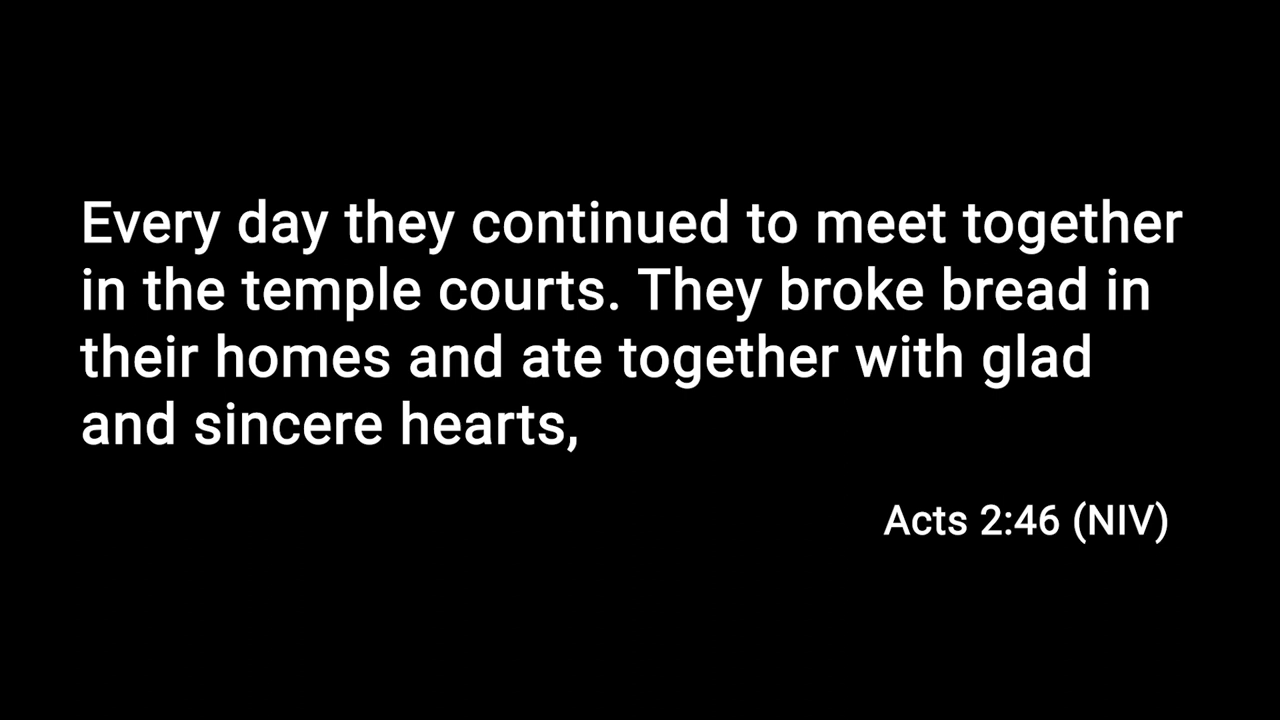 Every day they continued to meet together
in the temple courts. They broke bread in
their homes and ate together with glad
and sincere hearts,
Acts 2:46 (NIV)